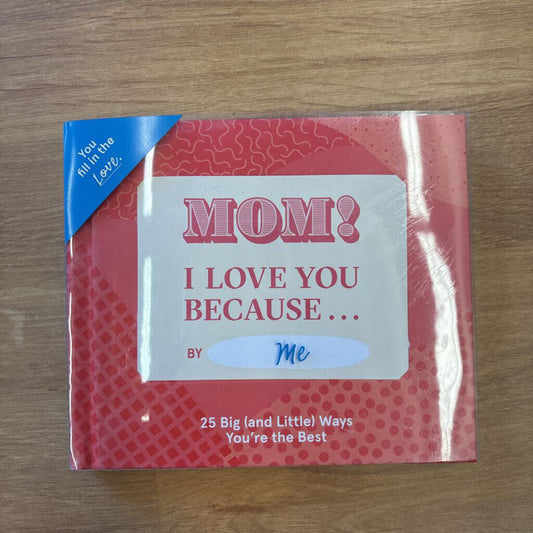 You
fill in the
Love.
MOM!
I LOVE YOU
BECAUSE...
BY Me
25 Big (and Little) Ways
You're the Best